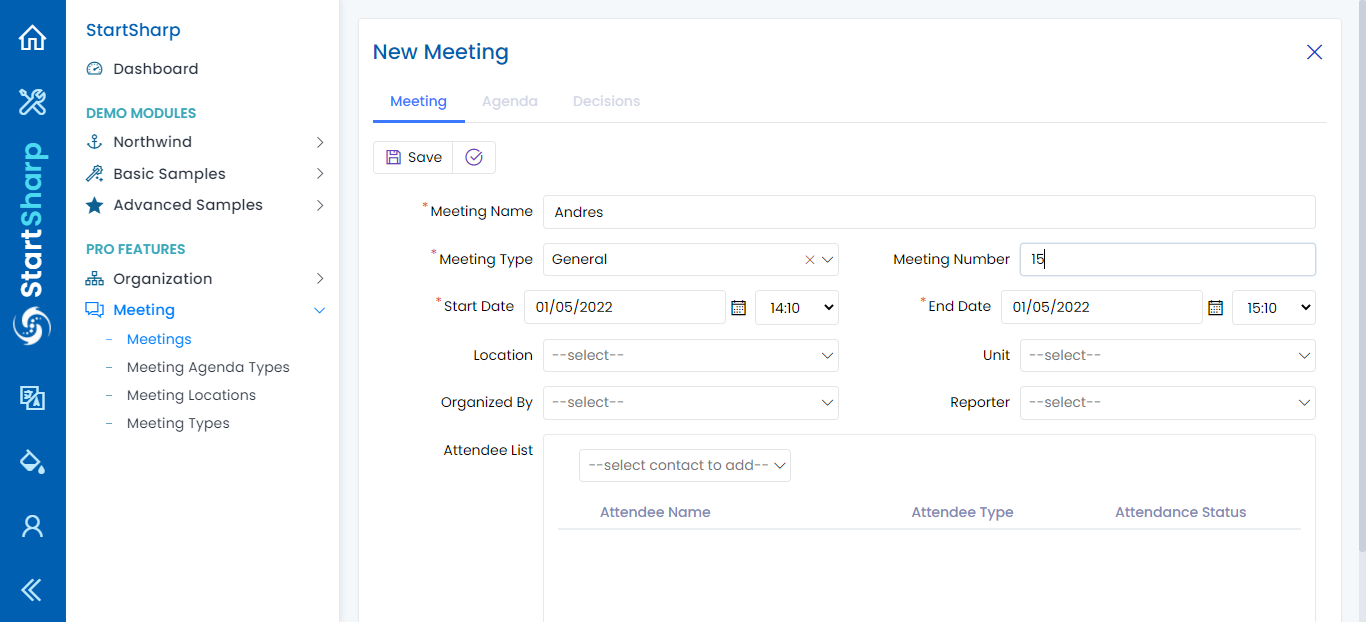 StartSharp
StartSharp
Dashboard
DEMO MODULES
Northwind
Basic Samples
Advanced Samples
PRO FEATURES
Organization
Meeting
Meetings
Meeting Agenda Types
Meeting Locations
Meeting Types
New Meeting
Meeting Agenda Decisions
Save
*Meeting Name Andres
*Meeting Type General Meeting Number 15
*Start Date 01/05/2022 14:10 *End Date 01/05/2022 15:10
Location --select-- Unit --select--
Organized By --select-- Reporter --select--
Attendee List
--select contact to add--
Attendee Name Attendee Type Attendance Status